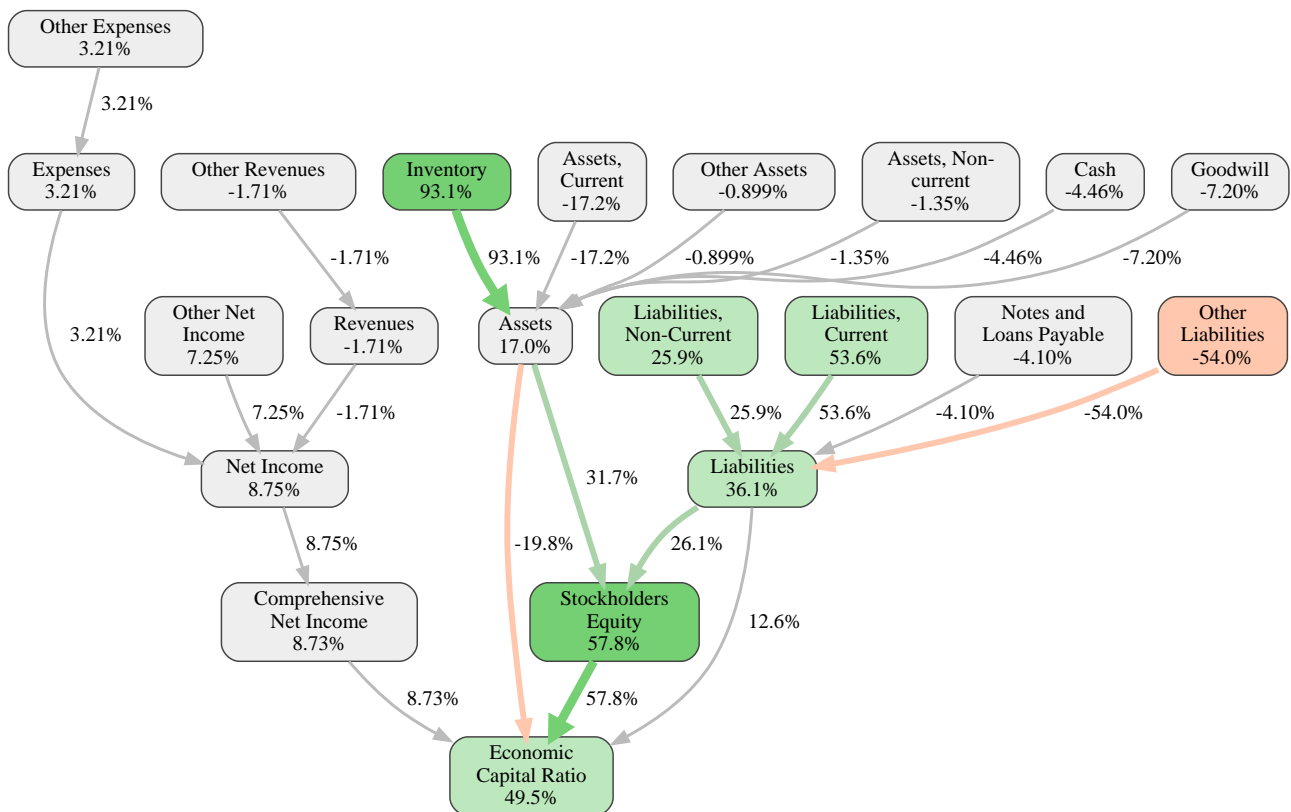 Other Expenses
3.21%
3.21%
Expenses
3.21%
Other Revenues
-1.71%
Inventory
93.1%
Assets,
Current
-17.2%
Other Assets
-0.899%
Assets, Non-
current
-1.35%
Cash
-4.46%
Goodwill
-7.20%
-1.71%
93.1%
-17.2%
-0.899%
-1.35%
-4.46%
-7.20%
3.21%
Other Net
Income
7.25%
Revenues
-1.71%
Assets
17.0%
Liabilities,
Non-Current
25.9%
Liabilities,
Current
53.6%
Notes and
Loans Payable
-4.10%
Other
Liabilities
-54.0%
7.25%
-1.71%
25.9%
53.6%
-4.10%
-54.0%
Net Income
8.75%
31.7%
Liabilities
36.1%
8.75%
-19.8%
26.1%
Comprehensive
Net Income
8.73%
Stockholders
Equity
57.8%
12.6%
8.73%
57.8%
Economic
Capital Ratio
49.5%